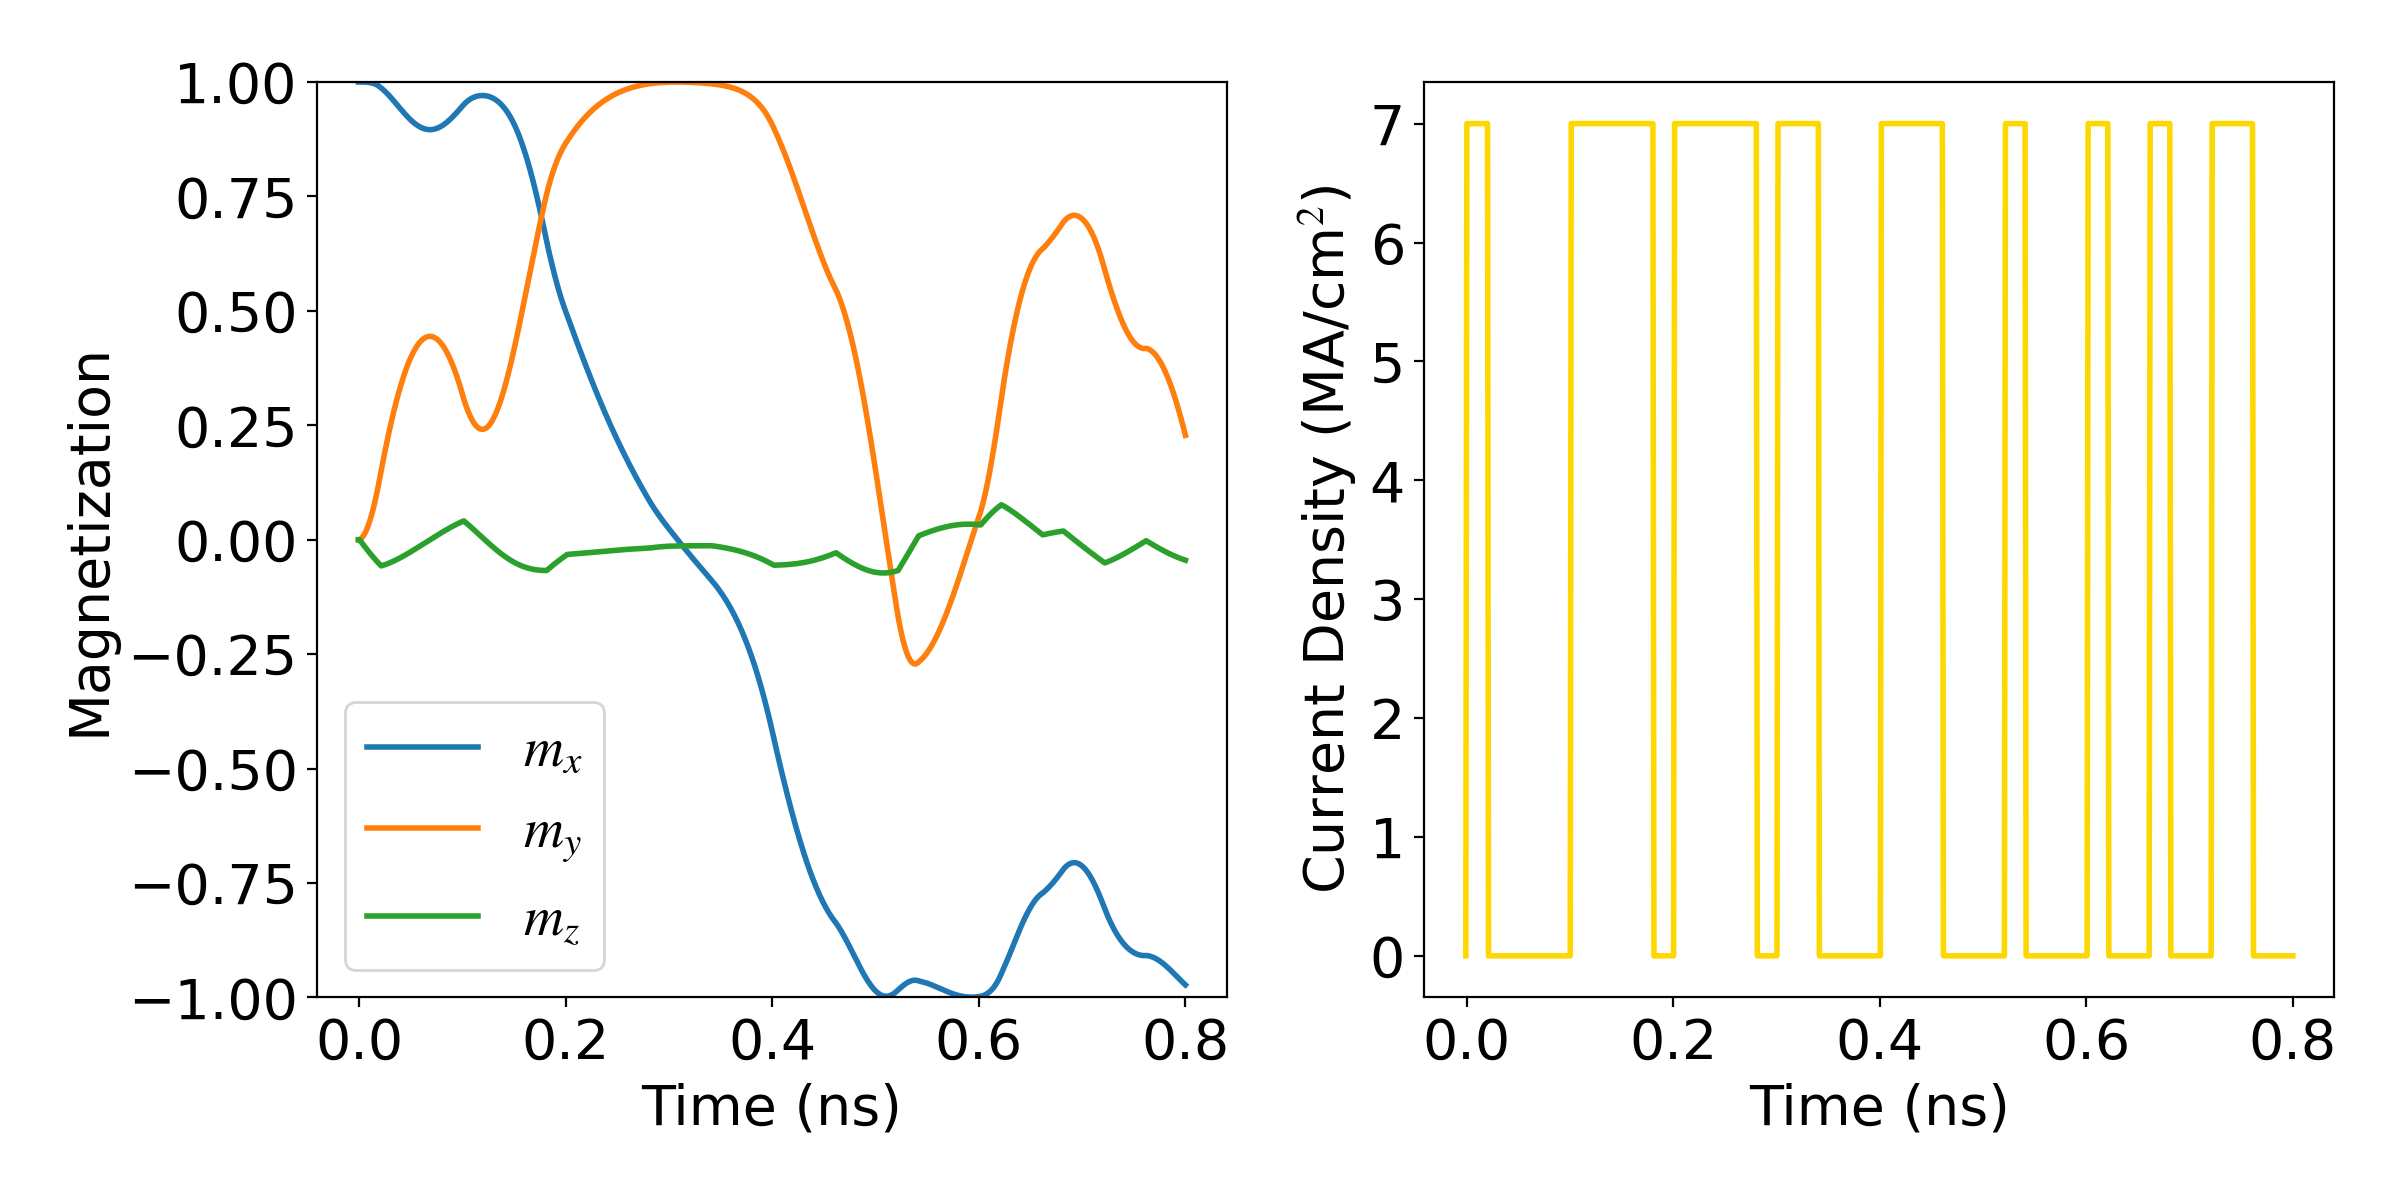 1.00
0.75
0.50
0.25
0.00
−0.25
−0.50
−0.75
−1.00
Magnetization
m_x
m_y
m_z
0.0 0.2 0.4 0.6 0.8
Time (ns)
7
6
5
4
3
2
1
0
Current Density (MA/cm²)
0.0 0.2 0.4 0.6 0.8
Time (ns)